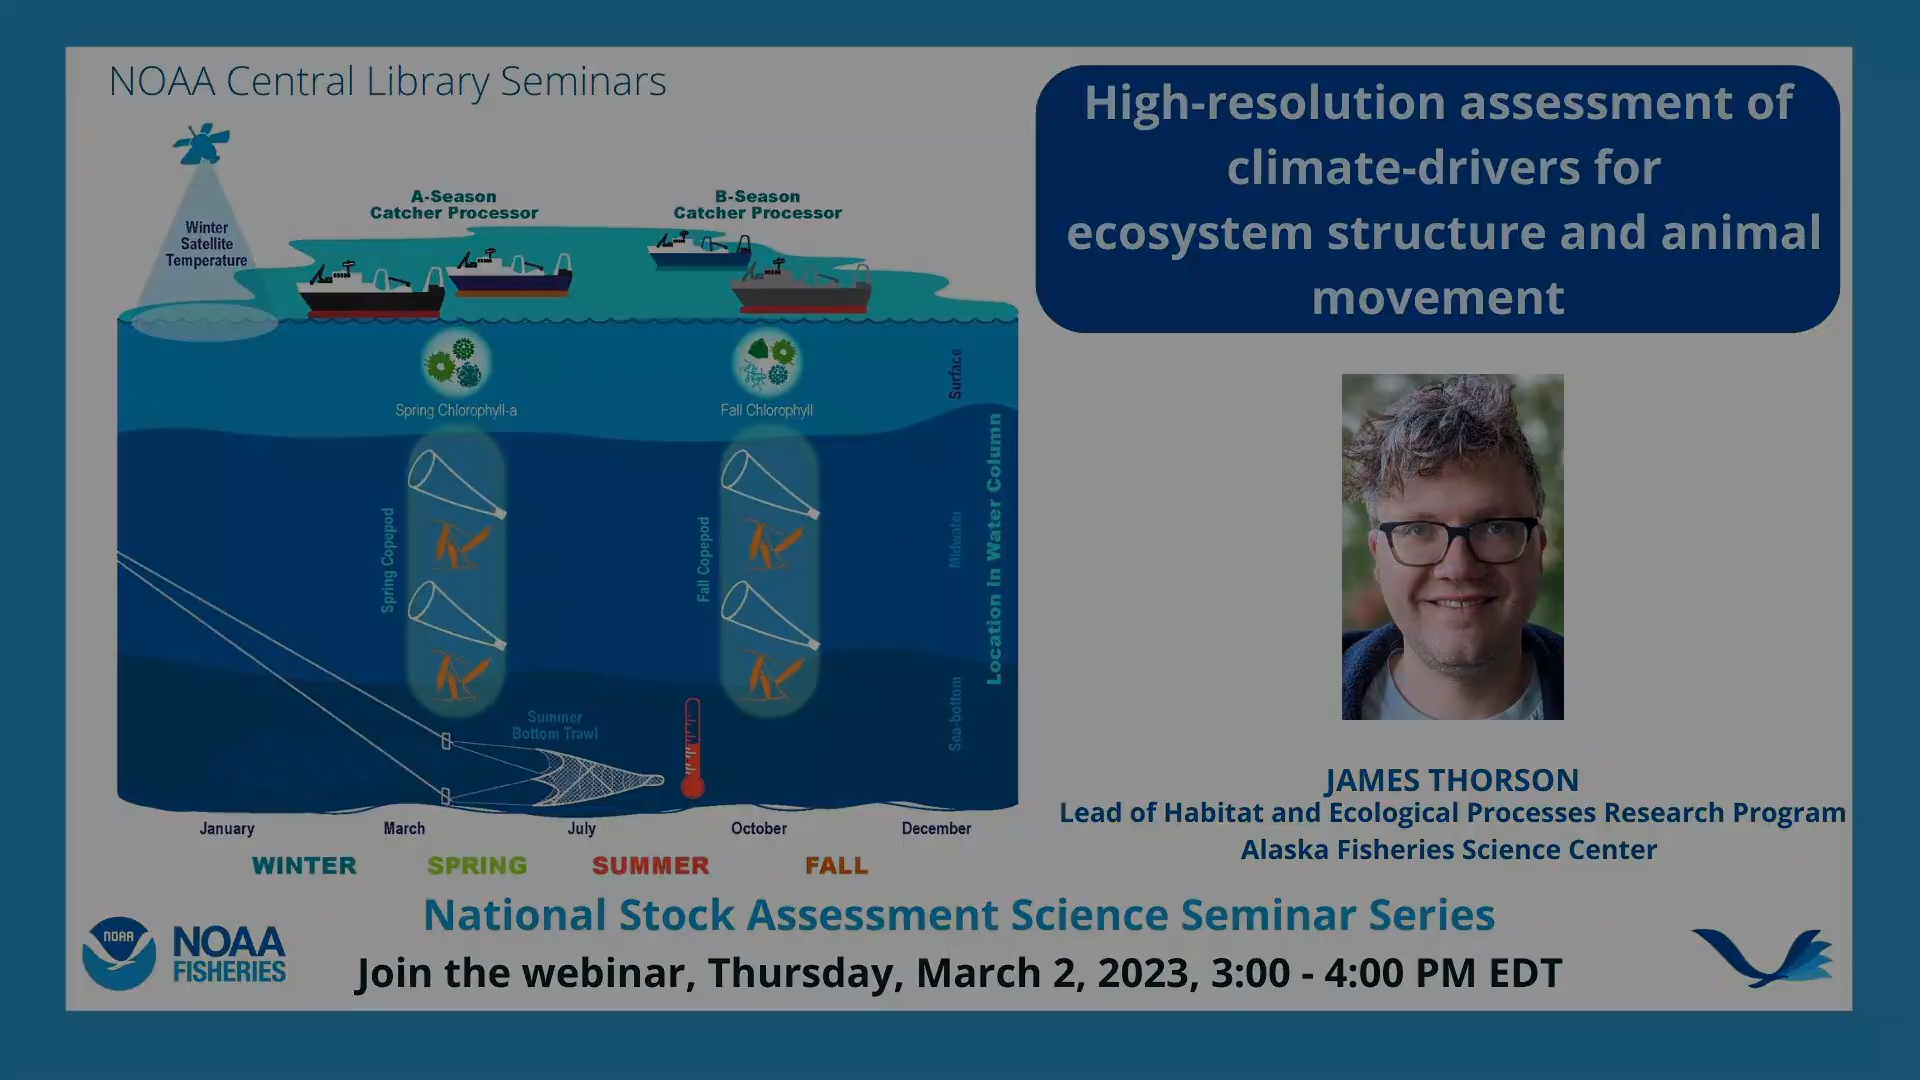 NOAA Central Library Seminars
High-resolution assessment of
climate-drivers for
ecosystem structure and animal
movement
Winter
Satellite
Temperature
A-Season
Catcher Processor
B-Season
Catcher Processor
Surface
Spring Chlorophyll-a
Fall Chlorophyll
Spring Copepod
Fall Copepod
Midwater
Location in Water Column
Sea-bottom
Summer
Bottom Trawl
January
March
July
October
December
WINTER
SPRING
SUMMER
FALL
JAMES THORSON
Lead of Habitat and Ecological Processes Research Program
Alaska Fisheries Science Center
National Stock Assessment Science Seminar Series
NOAA
NOAA
FISHERIES
Join the webinar, Thursday, March 2, 2023, 3:00 - 4:00 PM EDT